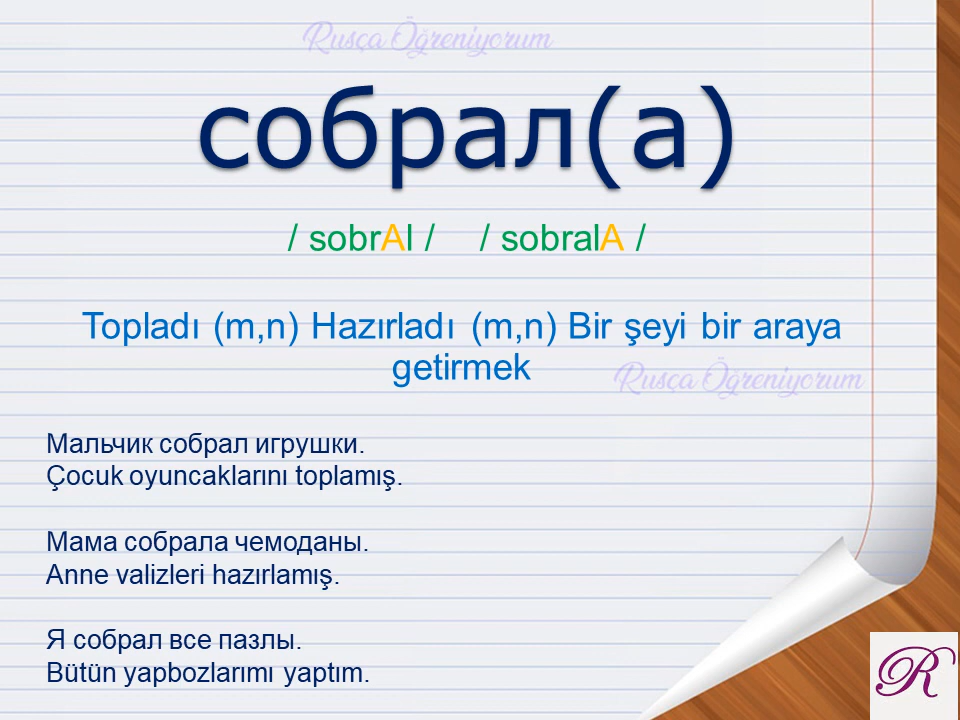 Rusça Öğreniyorum
собрал(а)
/ sobrAl / / sobralA /
Topladı (m,n) Hazırladı (m,n) Bir şeyi bir araya
getirmek
Rusça Öğreniyorum
Мальчик собрал игрушки.
Çocuk oyuncaklarını toplamış.
Мама собрала чемоданы.
Anne valizleri hazırlamış.
Я собрал все пазлы.
Bütün yapbozlarımı yaptım.
R